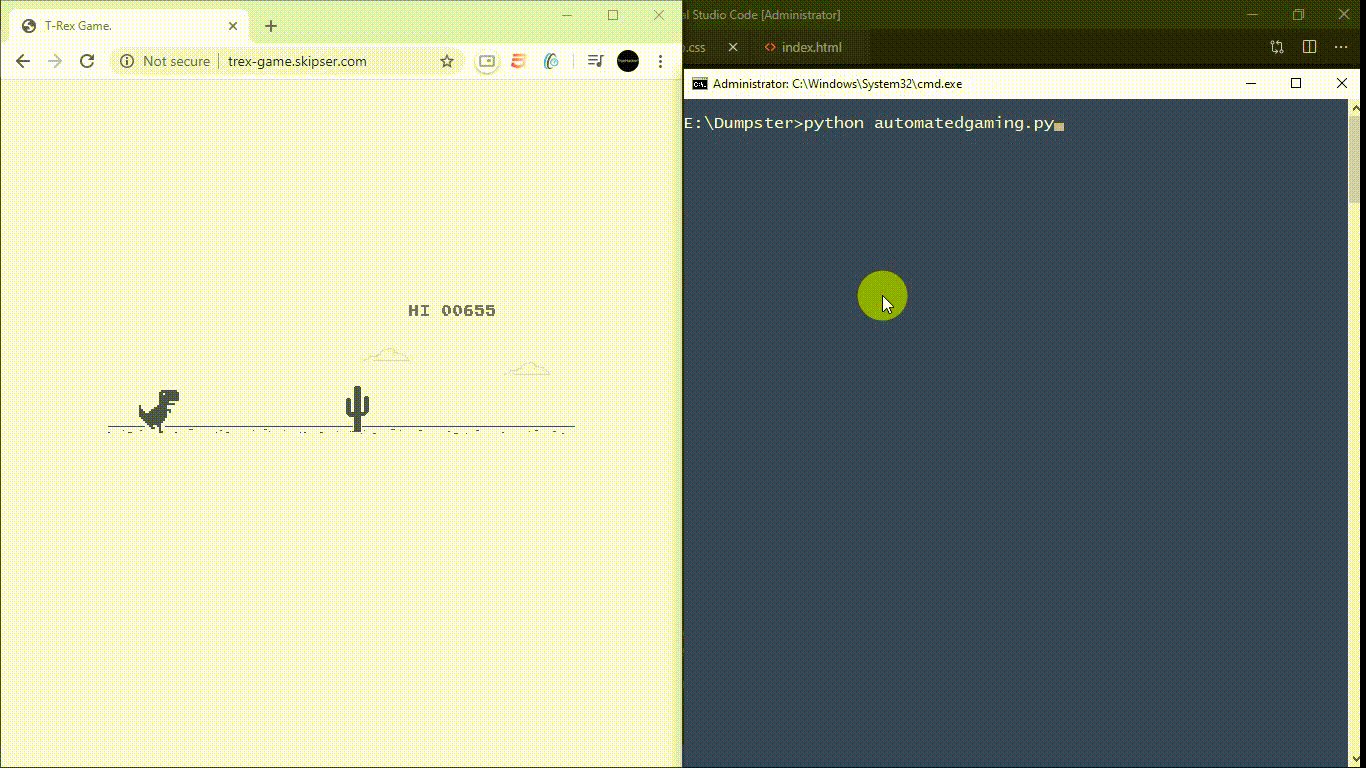 T-Rex Game.
Not secure
trex-game.skipser.com
HI 00655
al Studio Code [Administrator]
.css
index.html
Administrator: C:\Windows\System32\cmd.exe
E:\Dumpster>python automatedgaming.py